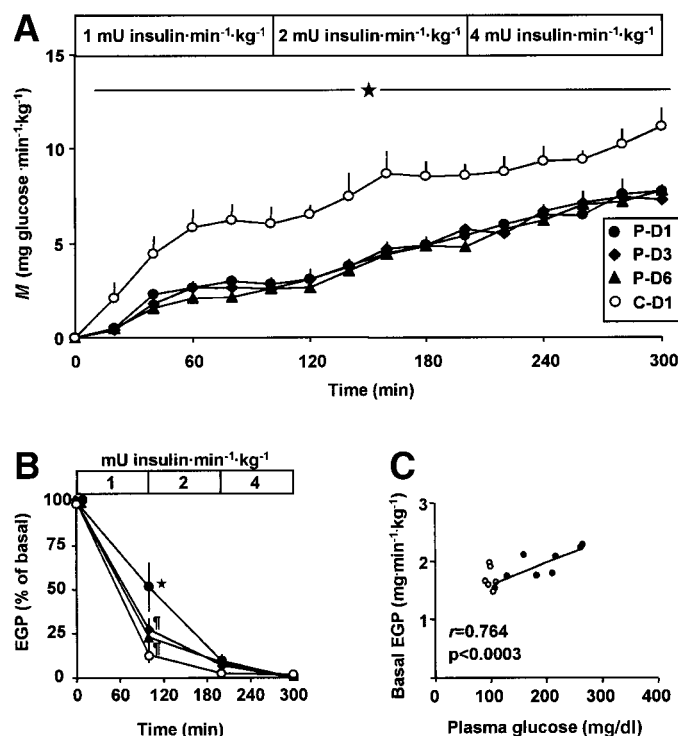 A
1 mU insulin·min-1·kg-1 2 mU insulin·min-1·kg-1 4 mU insulin·min-1·kg-1
15
10
5
0
M (mg glucose ·min-1·kg-1)
★
P-D1
P-D3
P-D6
C-D1
0 60 120 180 240 300
Time (min)
B
mU insulin·min-1·kg-1
1 2 4
100
75
50
25
0
EGP (% of basal)
★
¶
¶
0 60 120 180 240 300
Time (min)
C
3
2
1
Basal EGP (mg·min-1·kg-1)
r=0.764
p<0.0003
0 100 200 300 400
Plasma glucose (mg/dl)